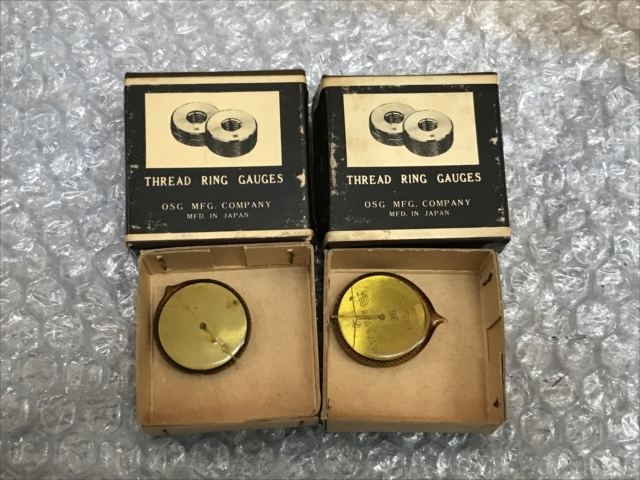 THREAD RING GAUGES
OSG MFG. COMPANY
MFD. IN JAPAN
THREAD RING GAUGES
OSG MFG. COMPANY
MFD. IN JAPAN